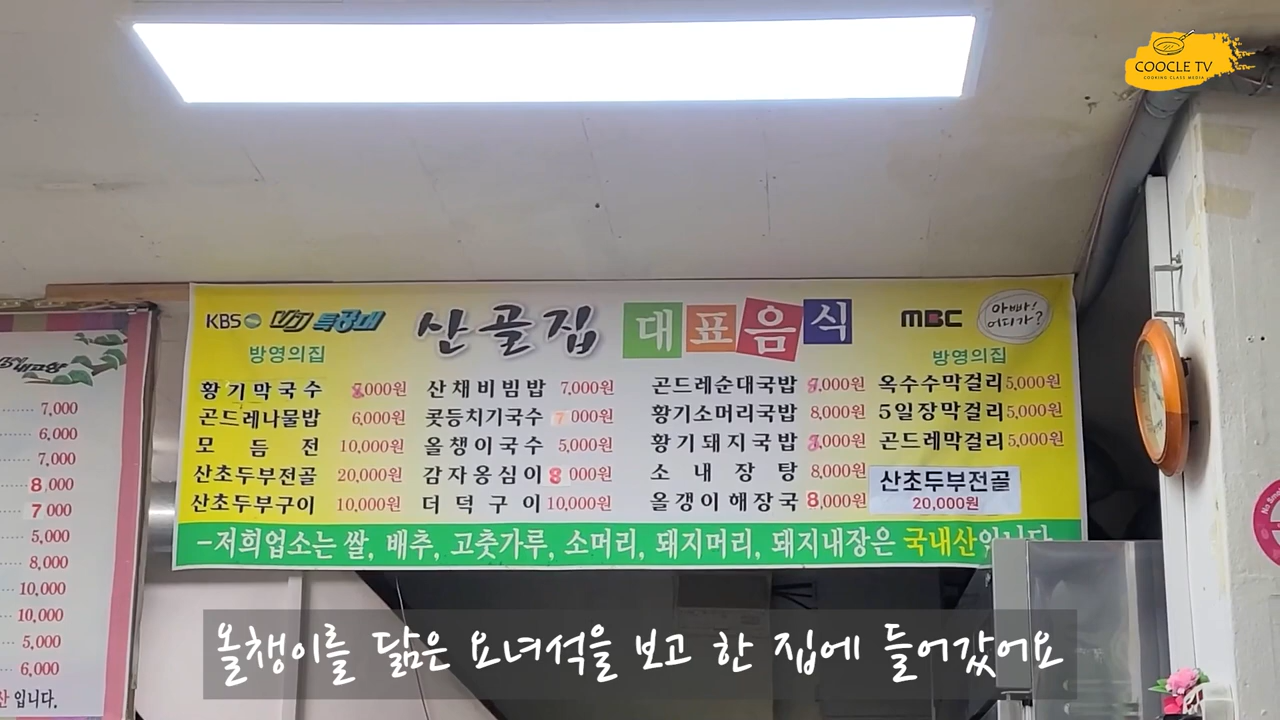 COOCLE TV
COOKING CLASS MEDIA
KBS VJ 특공대
방영의집
산골집 대표음식
MBC 아빠! 어디가?
방영의집
황기막국수 8,000원
곤드레나물밥 6,000원
모듬전 10,000원
산초두부전골 20,000원
산초두부구이 10,000원
산채비빔밥 7,000원
콧등치기국수 7 000원
올챙이국수 5,000원
감자옹심이 8 000원
더덕구이 10,000원
곤드레순대국밥 ,000원
황기소머리국밥 8,000원
황기돼지국밥 ,000원
소내장탕 8,000원
올갱이해장국 8,000원
옥수수막걸리 5,000원
5일장막걸리 5,000원
곤드레막걸리 5,000원
산초두부전골
20,000원
-저희업소는 쌀, 배추, 고춧가루, 소머리, 돼지머리, 돼지내장은 국내산입니다
7,000
6,000
7,000
8,000
7 000
5,000
8,000
10,000
10,000
5,000
6,000
산 입니다.
No Smo
올챙이를 닮은 요녀석을 보고 한 집에 들어갔어요